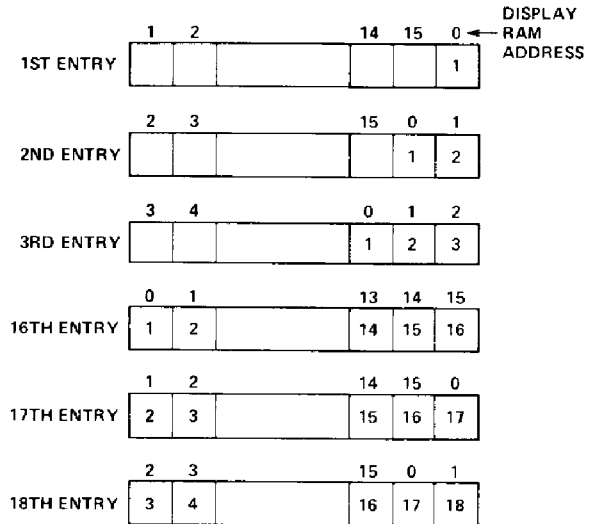 DISPLAY
1 2 14 15 0 RAM
ADDRESS
1ST ENTRY 1
2 3 15 0 1
2ND ENTRY 1 2
3 4 0 1 2
3RD ENTRY 1 2 3
0 1 13 14 15
16TH ENTRY 1 2 14 15 16
1 2 14 15 0
17TH ENTRY 2 3 15 16 17
2 3 15 0 1
18TH ENTRY 3 4 16 17 18